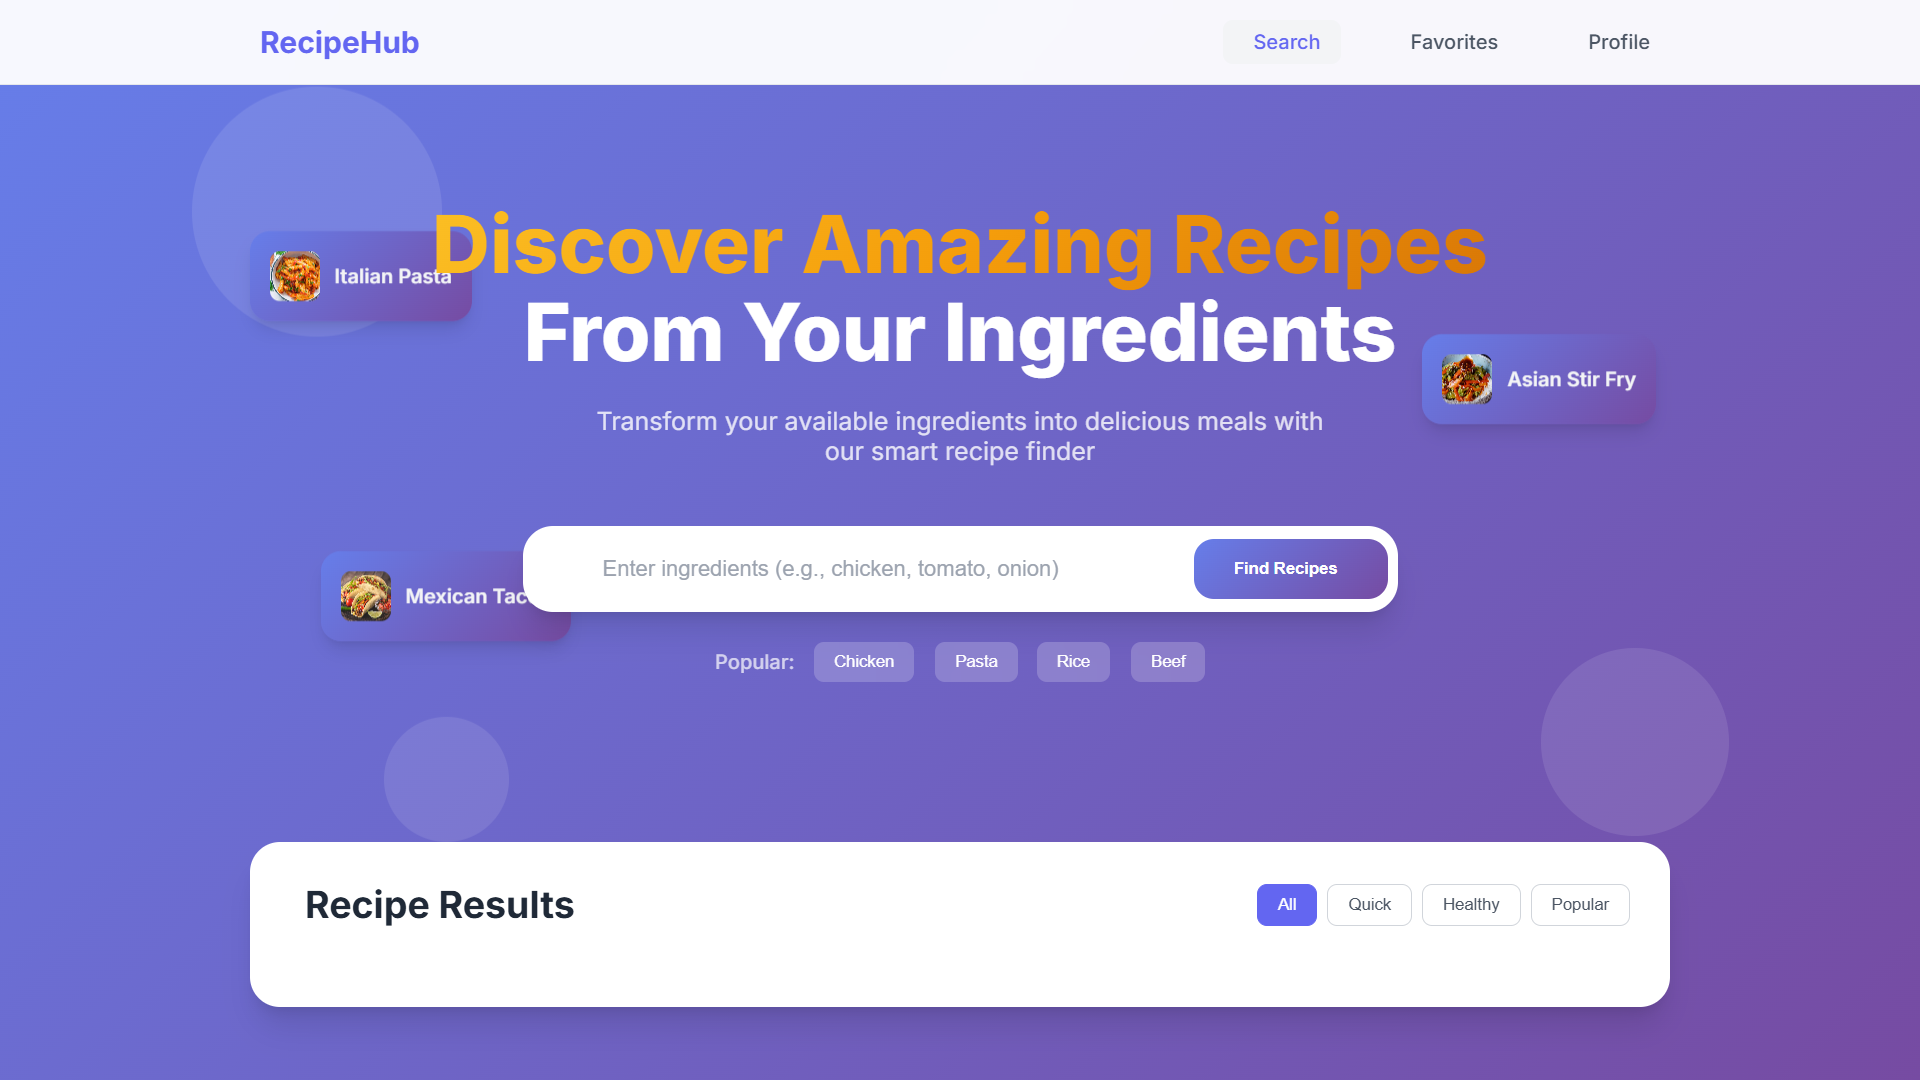 RecipeHub
Search
Favorites
Profile
Discover Amazing Recipes
From Your Ingredients
Italian Pasta
Asian Stir Fry
Transform your available ingredients into delicious meals with
our smart recipe finder
Enter ingredients (e.g., chicken, tomato, onion)
Find Recipes
Mexican
Popular:
Chicken
Pasta
Rice
Beef
Recipe Results
All
Quick
Healthy
Popular